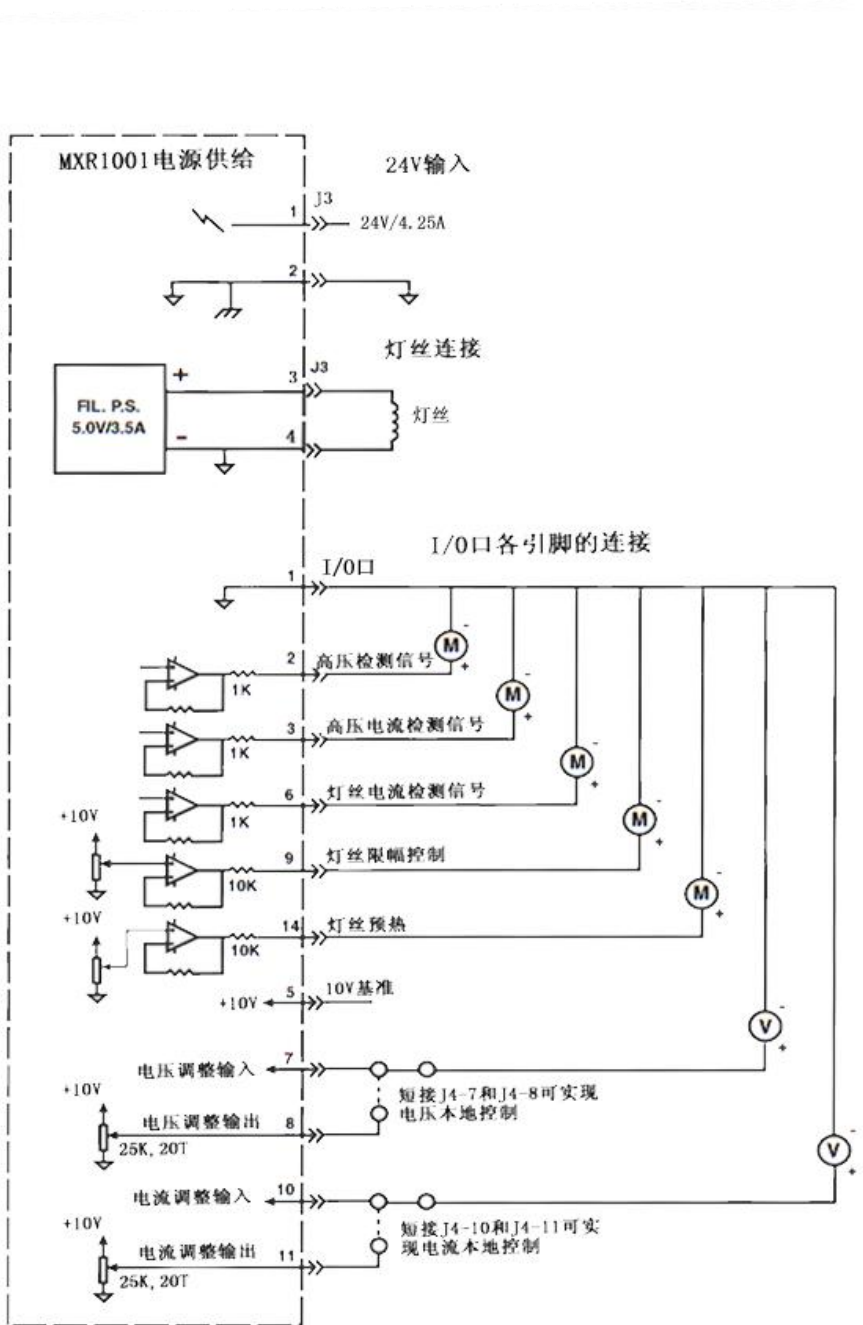 MXR1001电源供给
24V输入
J3
1
24V/4.25A
2
灯丝连接
+
3
J3
FIL. P.S.
5.0V/3.5A
灯丝
-
4
I/O口各引脚的连接
1
I/O口
-
M
+
2
高压检测信号
1K
-
M
+
3
高压电流检测信号
1K
-
M
+
6
灯丝电流检测信号
1K
+10V
-
M
+
9
灯丝限幅控制
10K
+10V
-
M
+
14
灯丝预热
10K
+10V
5
10V基准
-
V
+
电压调整输入
7
短接J4-7和J4-8可实现
电压本地控制
+10V
电压调整输出
8
25K,20T
-
V
+
电流调整输入
10
短接J4-10和J4-11可实
现电流本地控制
+10V
电流调整输出
11
25K,20T